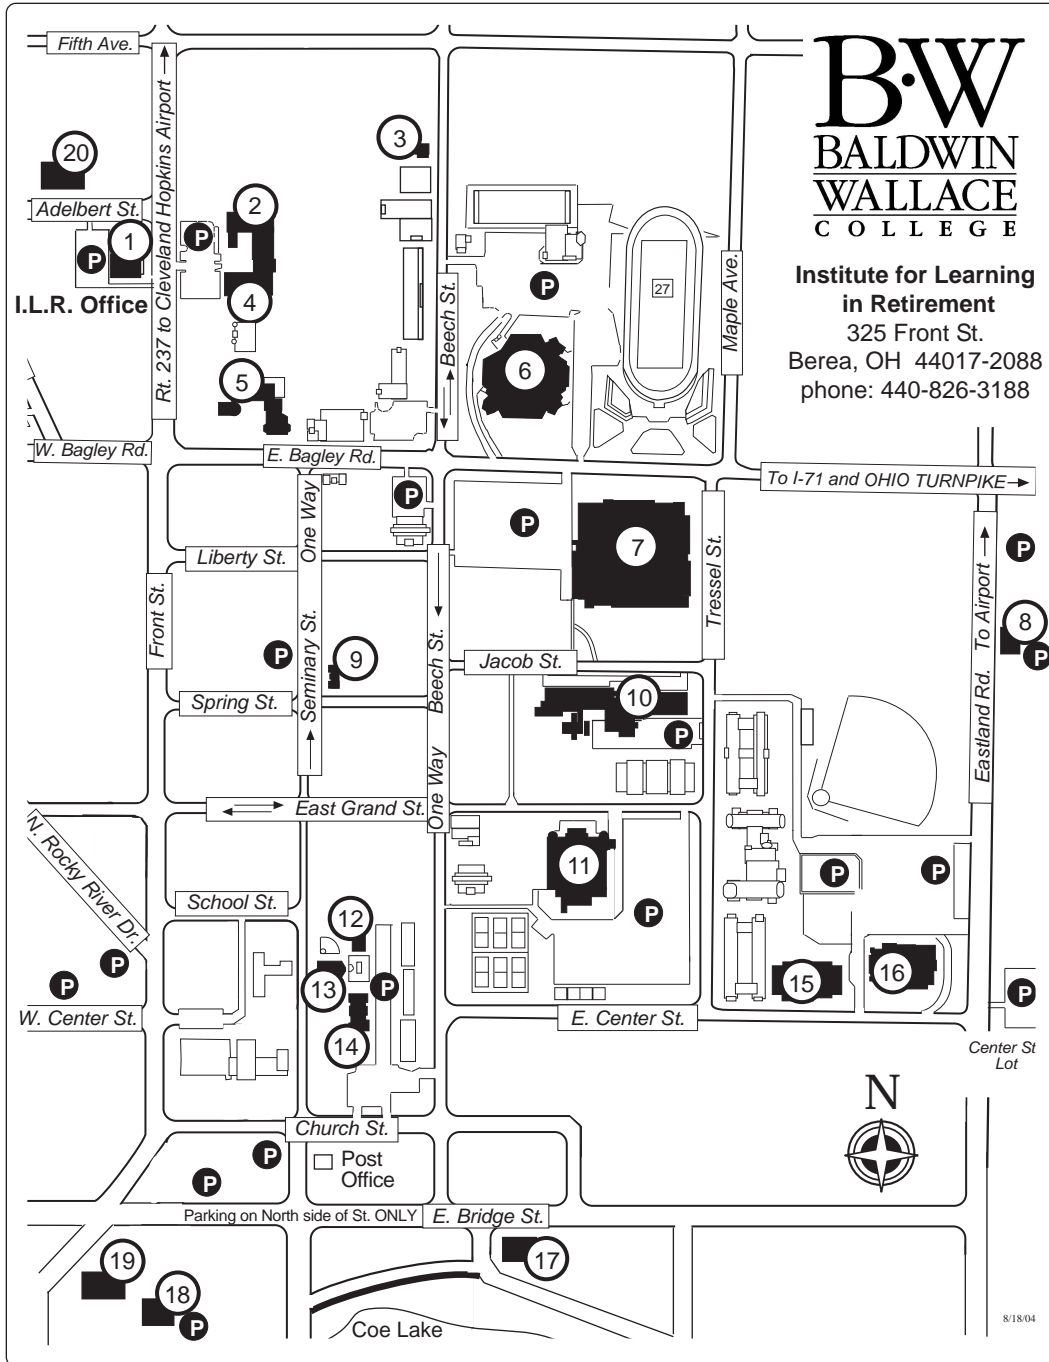 Fifth Ave.
Rt. 237 to Cleveland Hopkins Airport
B·W
BALDWIN
WALLACE
COLLEGE
Institute for Learning
in Retirement
325 Front St.
Berea, OH  44017-2088
phone: 440-826-3188
3
20
Adelbert St.
2
1
P
P
I.L.R. Office
4
P
27
Maple Ave.
Beech St.
5
6
W. Bagley Rd.
E. Bagley Rd.
To I-71 and OHIO TURNPIKE
P
P
7
P
Liberty St.
One Way
Seminary St.
Front St.
Tressel St.
To Airport
Eastland Rd.
8
P
P
9
Beech St.
One Way
Jacob St.
Spring St.
10
P
East Grand St.
N. Rocky River Dr.
11
P
P
School St.
12
P
P
P
13
P
15
16
P
W. Center St.
14
E. Center St.
Center St
Lot
N
Church St.
P
Post
Office
P
Parking on North side of St. ONLY
E. Bridge St.
17
19
18
P
Coe Lake
8/18/04